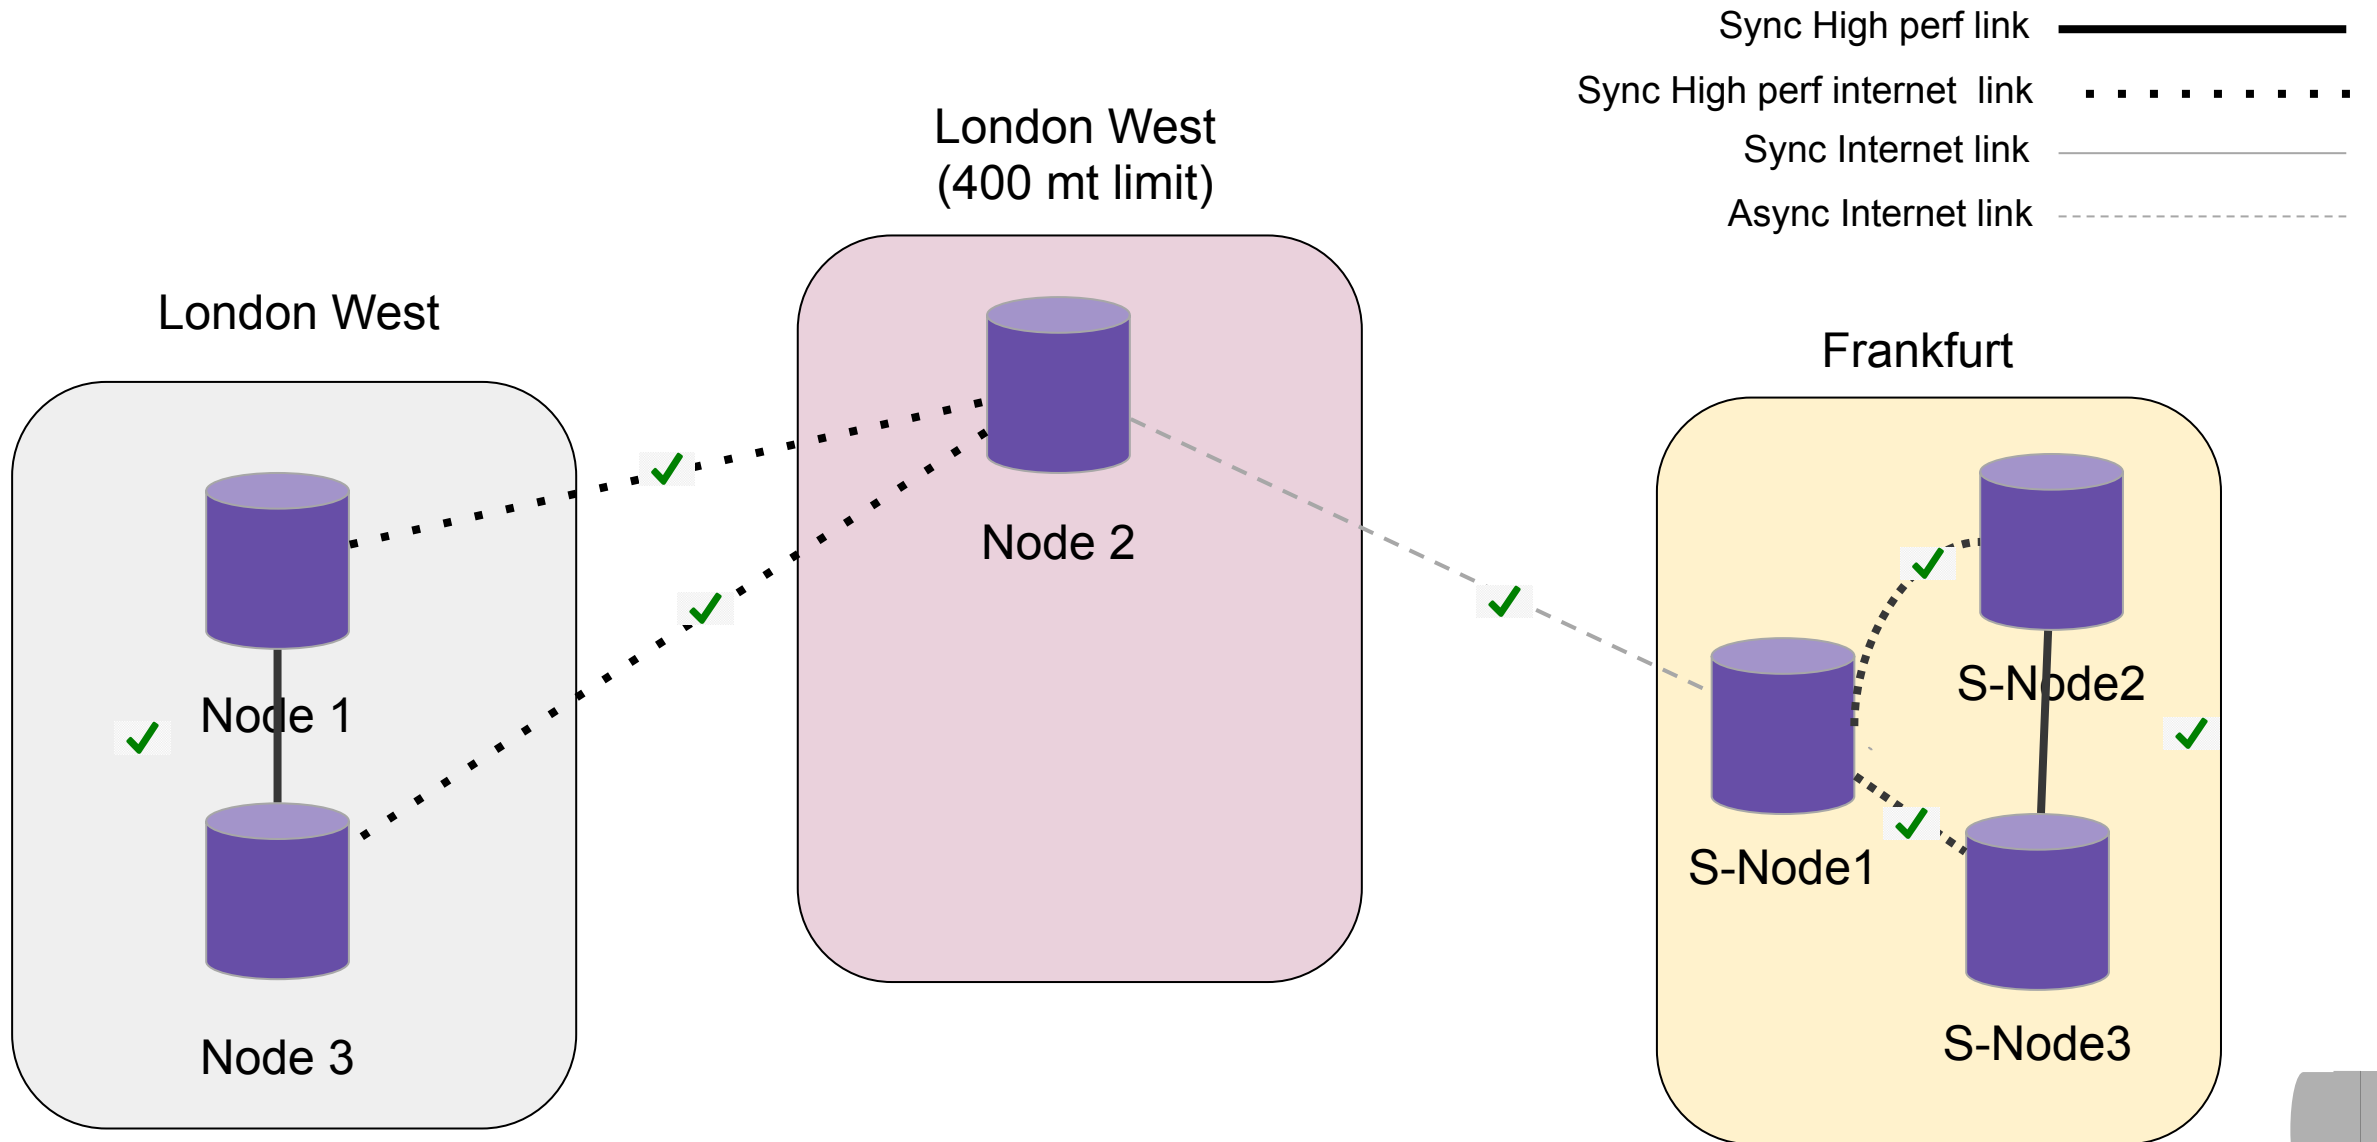 Sync High perf link
Sync High perf internet  link
Sync Internet link
Async Internet link
London West
(400 mt limit)
London West
Frankfurt
Node 2
Node 1
S-Node2
S-Node1
Node 3
S-Node3